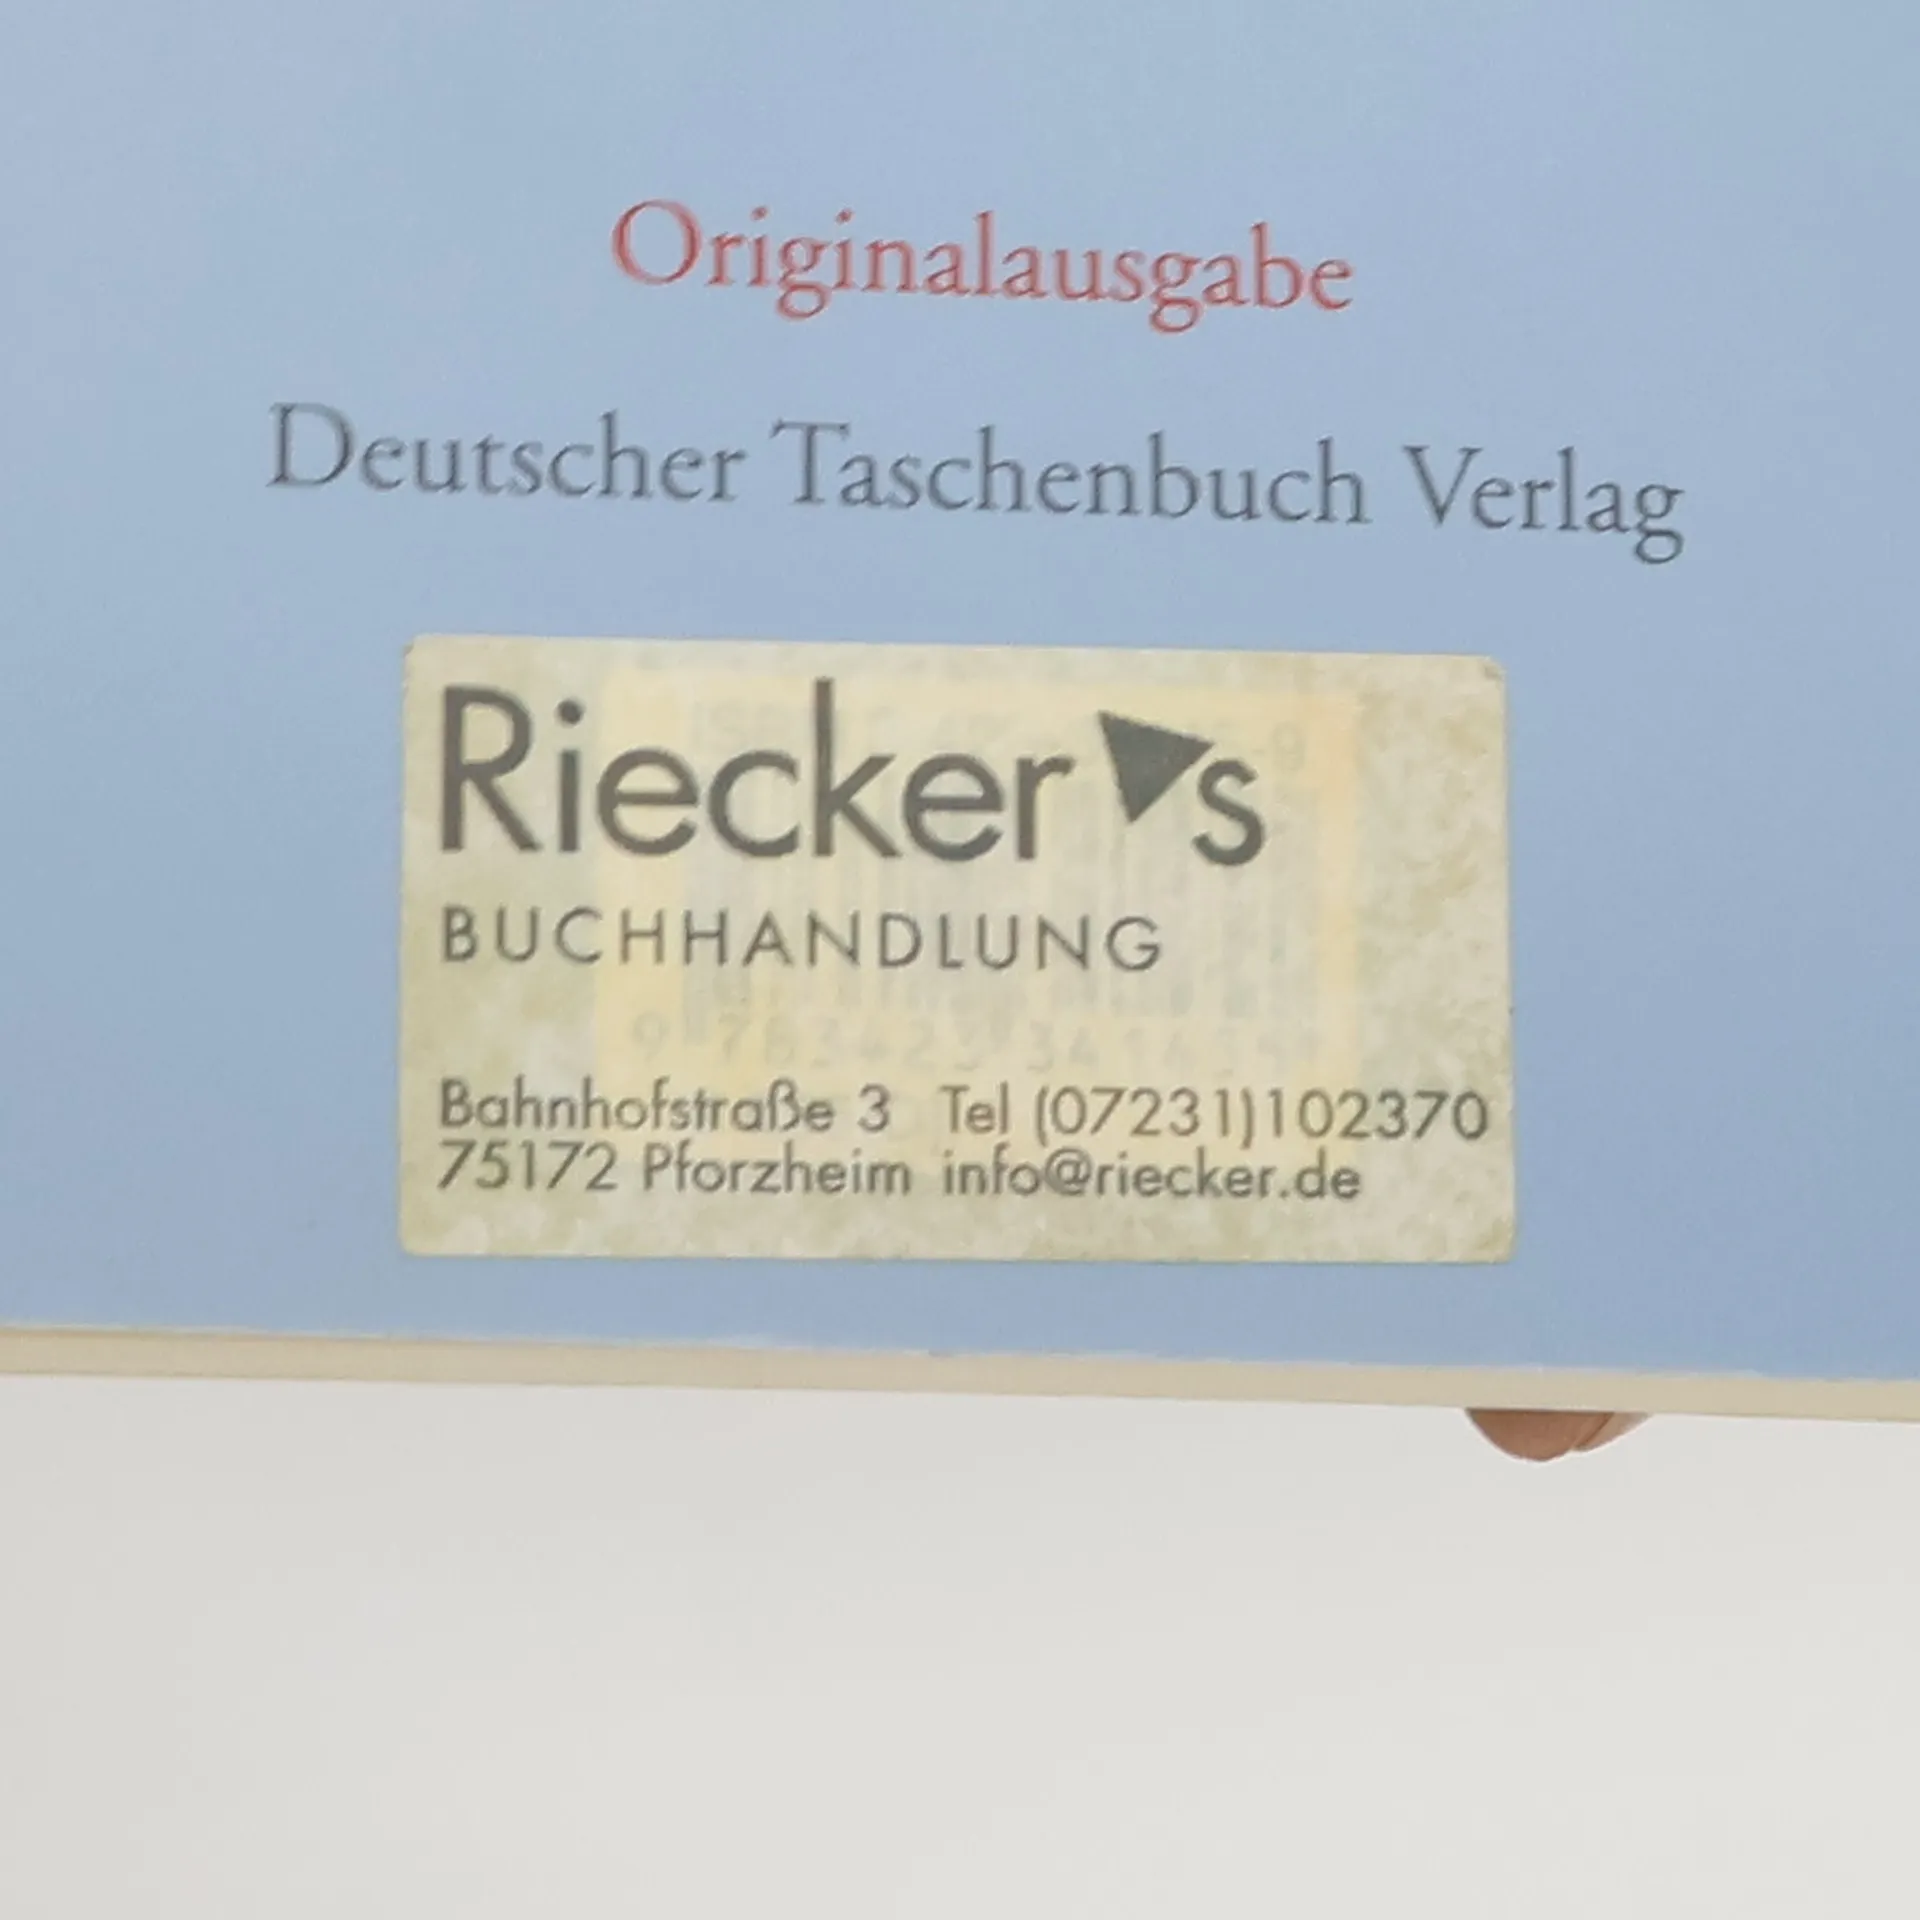 Originalausgabe
Deutscher Taschenbuch Verlag
Riecker's
BUCHHANDLUNG
Bahnhofstraße 3 Tel (07231)102370
75172 Pforzheim info@riecker.de